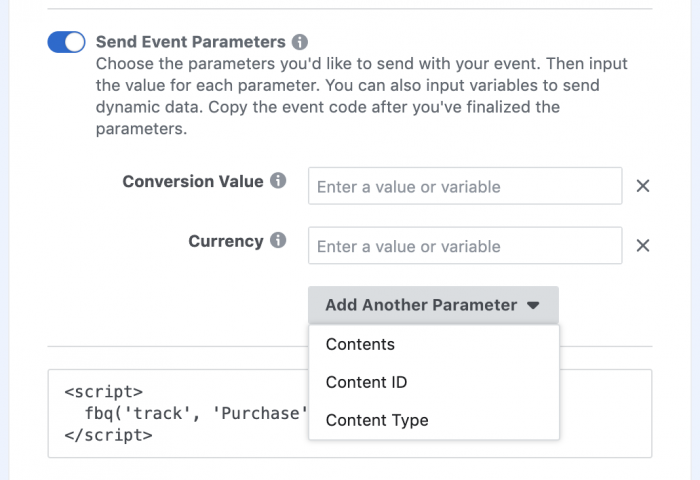 Send Event Parameters
Choose the parameters you'd like to send with your event. Then input
the value for each parameter. You can also input variables to send
dynamic data. Copy the event code after you've finalized the
parameters.
Conversion Value
Enter a value or variable
Currency
Enter a value or variable
Add Another Parameter
Contents
Content ID
Content Type
<script>
fbq('track', 'Purchase'
</script>